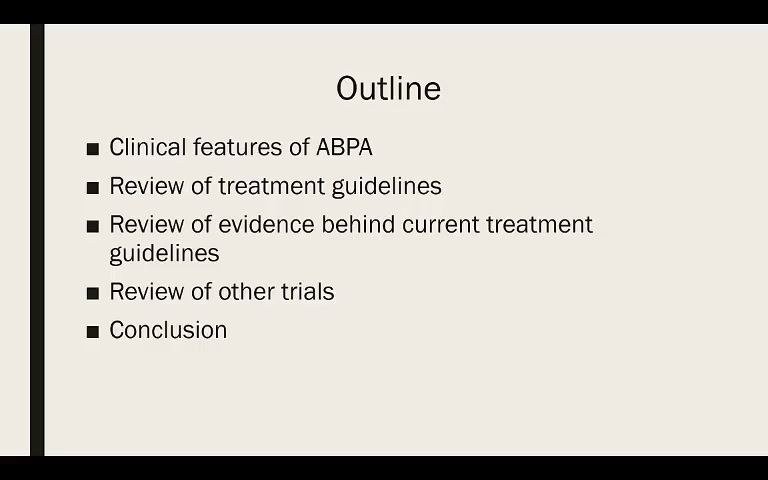 Outline
■ Clinical features of ABPA
■ Review of treatment guidelines
■ Review of evidence behind current treatment
guidelines
■ Review of other trials
■ Conclusion